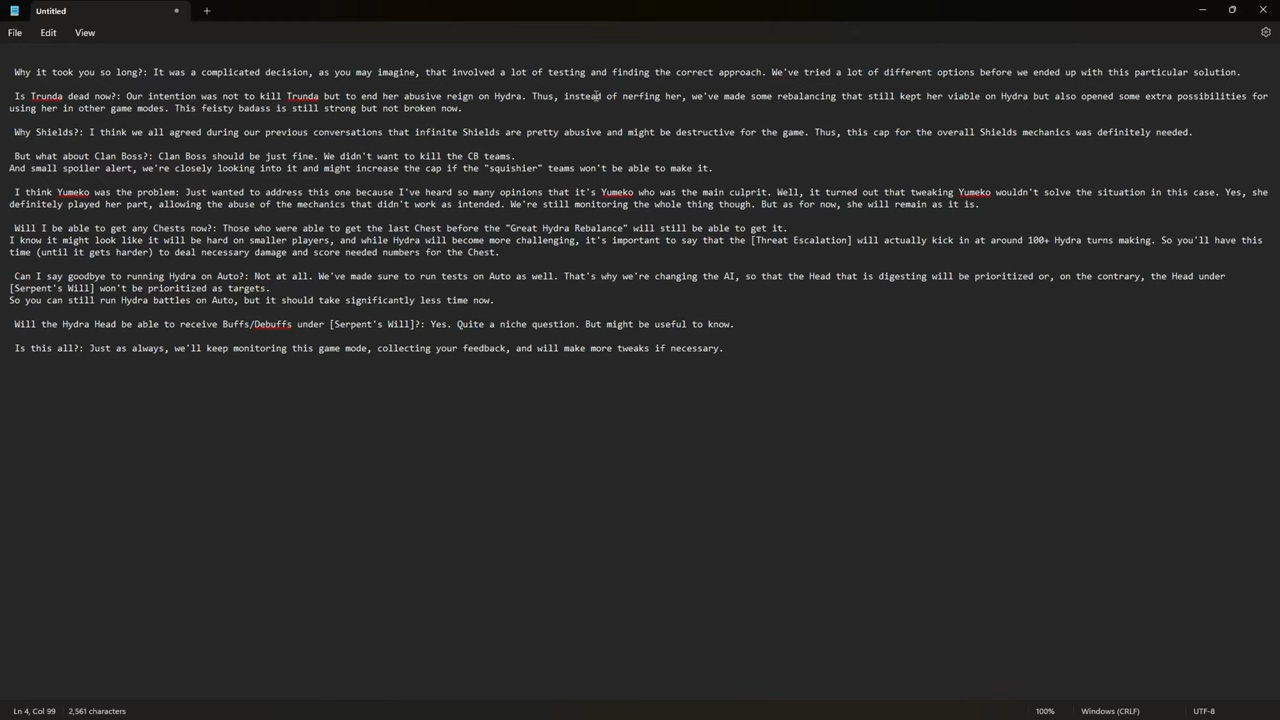 Untitled
File Edit View
Why it took you so long?: It was a complicated decision, as you may imagine, that involved a lot of testing and finding the correct approach. We've tried a lot of different options before we ended up with this particular solution.
Is Trunda dead now?: Our intention was not to kill Trunda but to end her abusive reign on Hydra. Thus, instead of nerfing her, we've made some rebalancing that still kept her viable on Hydra but also opened some extra possibilities for
using her in other game modes. This feisty badass is still strong but not broken now.
Why Shields?: I think we all agreed during our previous conversations that infinite Shields are pretty abusive and might be destructive for the game. Thus, this cap for the overall Shields mechanics was definitely needed.
But what about Clan Boss?: Clan Boss should be just fine. We didn't want to kill the CB teams.
And small spoiler alert, we're closely looking into it and might increase the cap if the "squishier" teams won't be able to make it.
I think Yumeko was the problem: Just wanted to address this one because I've heard so many opinions that it's Yumeko who was the main culprit. Well, it turned out that tweaking Yumeko wouldn't solve the situation in this case. Yes, she
definitely played her part, allowing the abuse of the mechanics that didn't work as intended. We're still monitoring the whole thing though. But as for now, she will remain as it is.
Will I be able to get any Chests now?: Those who were able to get the last Chest before the "Great Hydra Rebalance" will still be able to get it.
I know it might look like it will be hard on smaller players, and while Hydra will become more challenging, it's important to say that the [Threat Escalation] will actually kick in at around 100+ Hydra turns making. So you'll have this
time (until it gets harder) to deal necessary damage and score needed numbers for the Chest.
Can I say goodbye to running Hydra on Auto?: Not at all. We've made sure to run tests on Auto as well. That's why we're changing the AI, so that the Head that is digesting will be prioritized or, on the contrary, the Head under
[Serpent's Will] won't be prioritized as targets.
So you can still run Hydra battles on Auto, but it should take significantly less time now.
Will the Hydra Head be able to receive Buffs/Debuffs under [Serpent's Will]?: Yes. Quite a niche question. But might be useful to know.
Is this all?: Just as always, we'll keep monitoring this game mode, collecting your feedback, and will make more tweaks if necessary.
Ln 4, Col 99 2,561 characters 100% Windows (CRLF) UTF-8